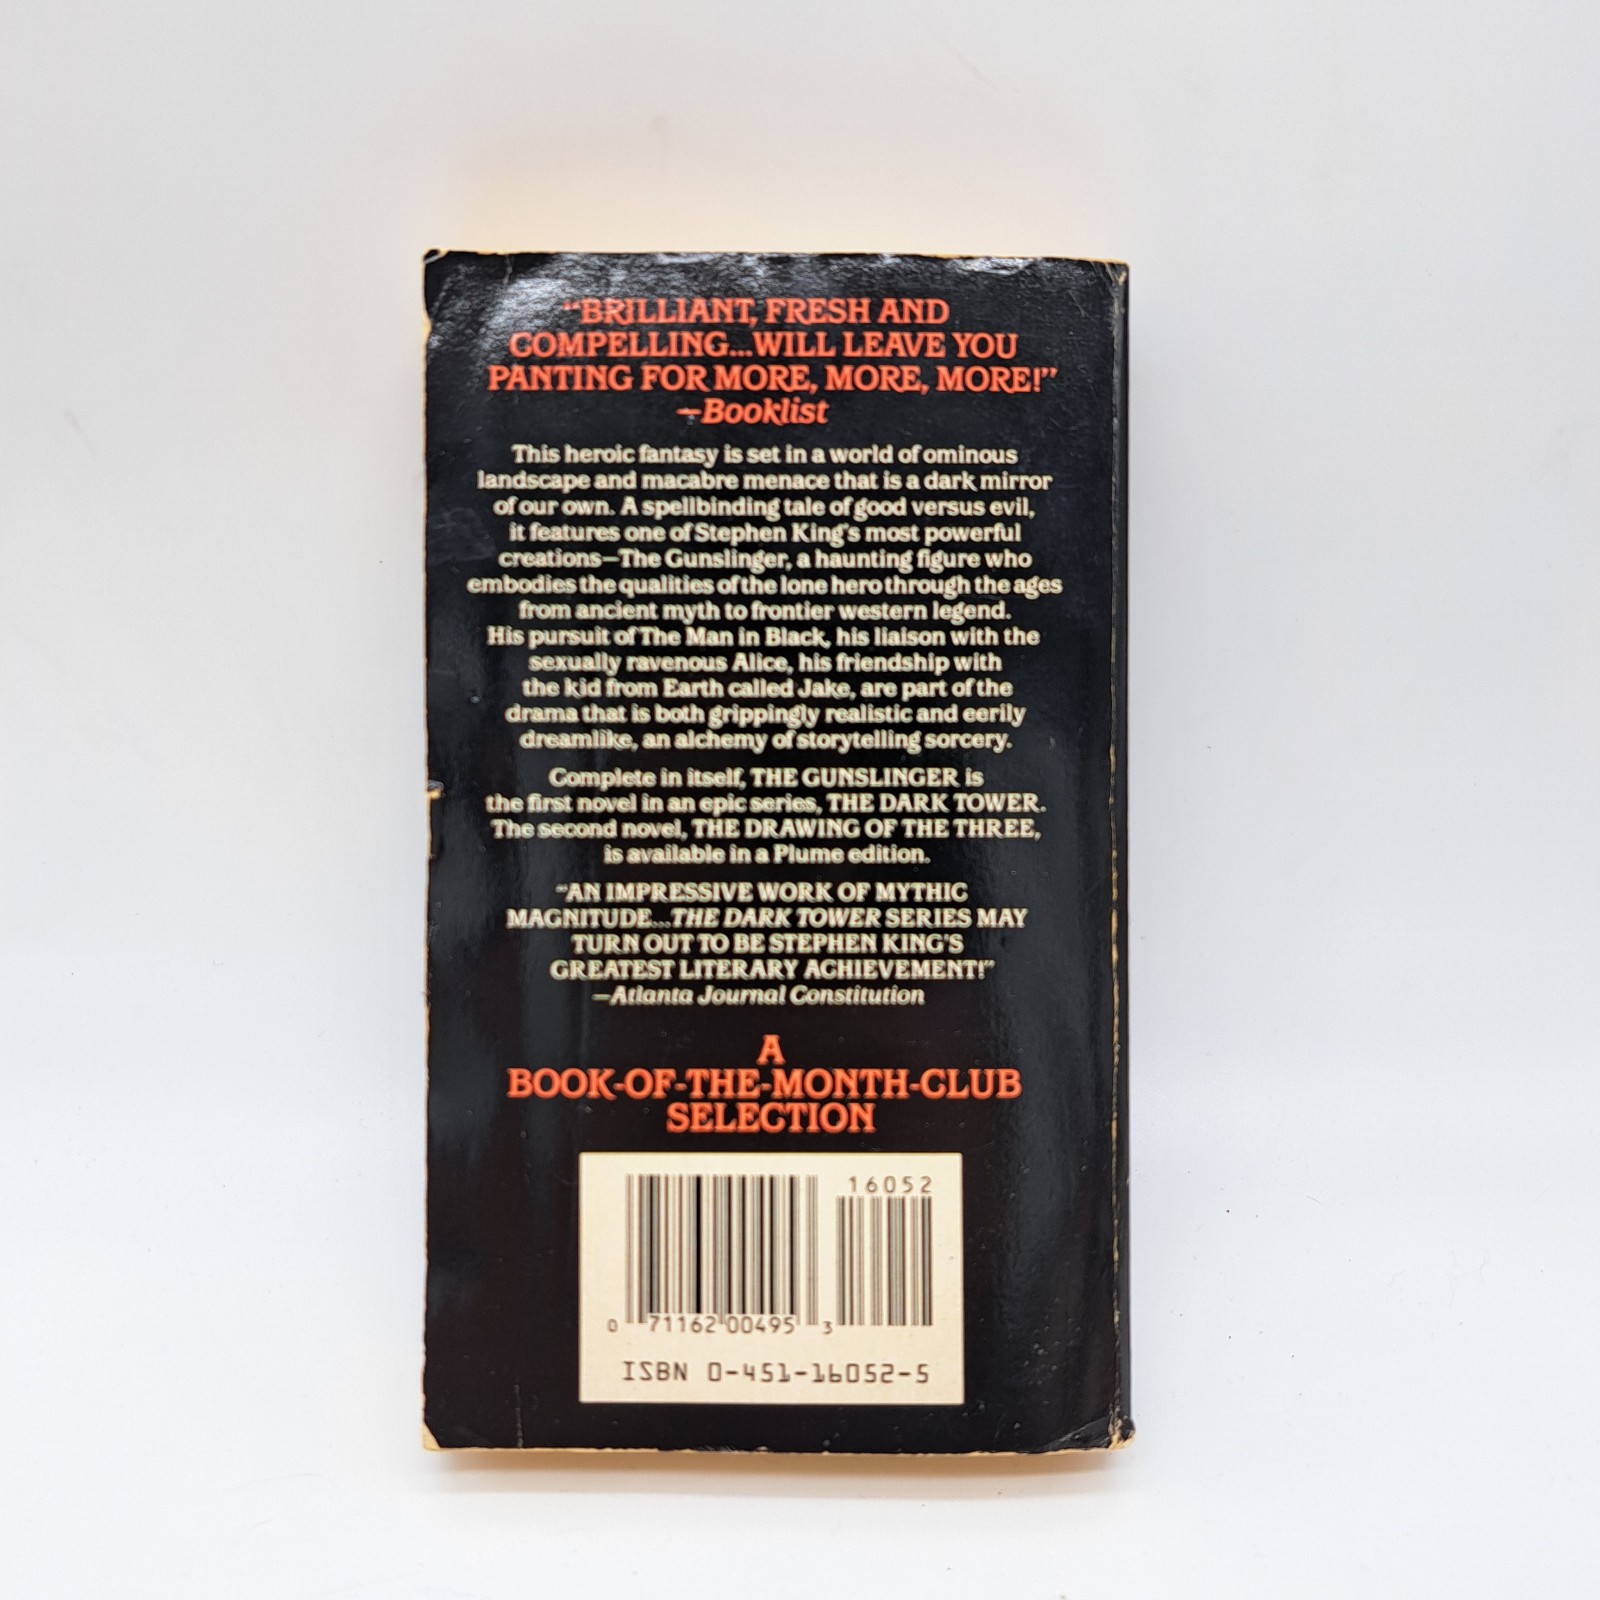 “BRILLIANT, FRESH AND
COMPELLING...WILL LEAVE YOU
PANTING FOR MORE, MORE, MORE!”
—Booklist
This heroic fantasy is set in a world of ominous
landscape and macabre menace that is a dark mirror
of our own. A spellbinding tale of good versus evil,
it features one of Stephen King's most powerful
creations—The Gunslinger, a haunting figure who
embodies the qualities of the lone hero through the ages
from ancient myth to frontier western legend.
His pursuit of The Man in Black, his liaison with the
sexually ravenous Alice, his friendship with
the kid from Earth called Jake, are part of the
drama that is both grippingly realistic and eerily
dreamlike, an alchemy of storytelling sorcery.
Complete in itself, THE GUNSLINGER is
the first novel in an epic series, THE DARK TOWER.
The second novel, THE DRAWING OF THE THREE,
is available in a Plume edition.
“AN IMPRESSIVE WORK OF MYTHIC
MAGNITUDE...THE DARK TOWER SERIES MAY
TURN OUT TO BE STEPHEN KING'S
GREATEST LITERARY ACHIEVEMENT!”
—Atlanta Journal Constitution
A
BOOK-OF-THE-MONTH-CLUB
SELECTION
16052
0 71162 00495 3
ISBN 0-451-16052-5